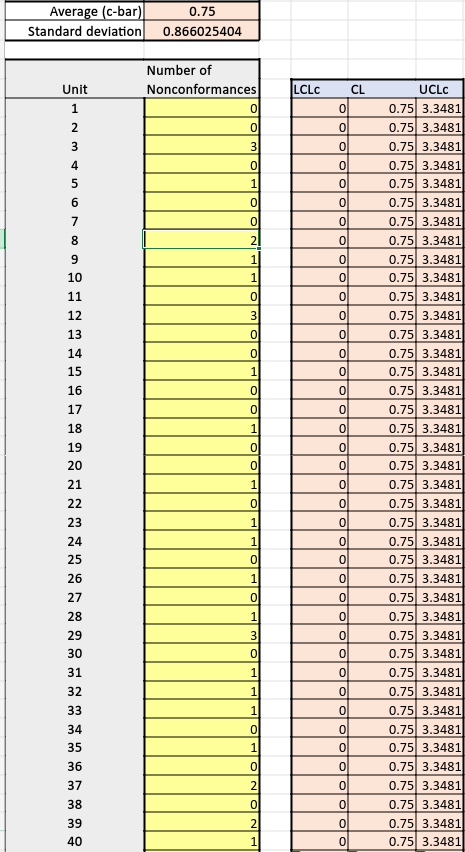 Average (c-bar) 0.75
Standard deviation 0.866025404
Number of
Unit Nonconformances LCLc CL UCLc
1 0 0 0.75 3.3481
2 0 0 0.75 3.3481
3 3 0 0.75 3.3481
4 0 0 0.75 3.3481
5 1 0 0.75 3.3481
6 0 0 0.75 3.3481
7 0 0 0.75 3.3481
8 2 0 0.75 3.3481
9 1 0 0.75 3.3481
10 1 0 0.75 3.3481
11 0 0 0.75 3.3481
12 3 0 0.75 3.3481
13 0 0 0.75 3.3481
14 0 0 0.75 3.3481
15 1 0 0.75 3.3481
16 0 0 0.75 3.3481
17 0 0 0.75 3.3481
18 1 0 0.75 3.3481
19 0 0 0.75 3.3481
20 0 0 0.75 3.3481
21 1 0 0.75 3.3481
22 0 0 0.75 3.3481
23 1 0 0.75 3.3481
24 1 0 0.75 3.3481
25 0 0 0.75 3.3481
26 1 0 0.75 3.3481
27 0 0 0.75 3.3481
28 1 0 0.75 3.3481
29 3 0 0.75 3.3481
30 0 0 0.75 3.3481
31 1 0 0.75 3.3481
32 1 0 0.75 3.3481
33 1 0 0.75 3.3481
34 0 0 0.75 3.3481
35 1 0 0.75 3.3481
36 0 0 0.75 3.3481
37 2 0 0.75 3.3481
38 0 0 0.75 3.3481
39 2 0 0.75 3.3481
40 1 0 0.75 3.3481